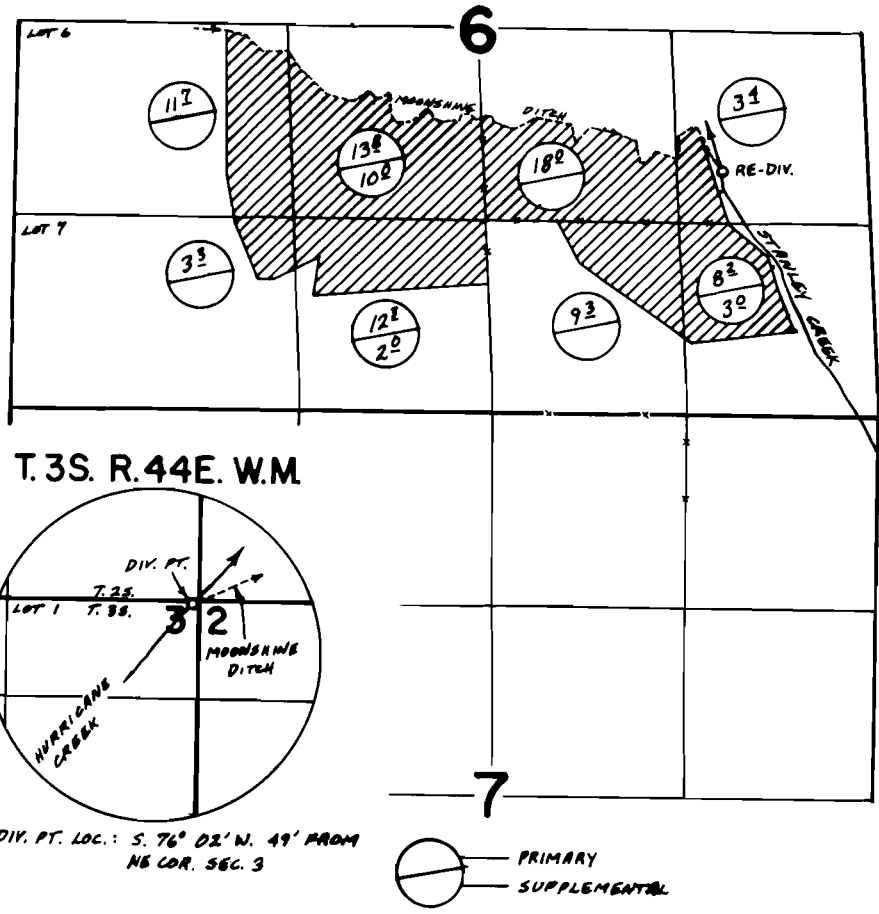 6
LOT 6
MOONSHINE DITCH
11.7
13.8
10.0
18.0
3.4
RE-DIV.
LOT 7
STANLEY CREEK
3.3
12.8
2.0
9.3
8.2
3.0
T. 3S. R. 44E. W.M.
DIV. PT.
T. 2S.
LOT 1 T. 3S.
3 2
MOONSHINE
DITCH
HURRICANE
CREEK
7
DIV. PT. LOC.: S. 76° 02' W. 49' FROM
NE COR. SEC. 3
PRIMARY
SUPPLEMENTAL